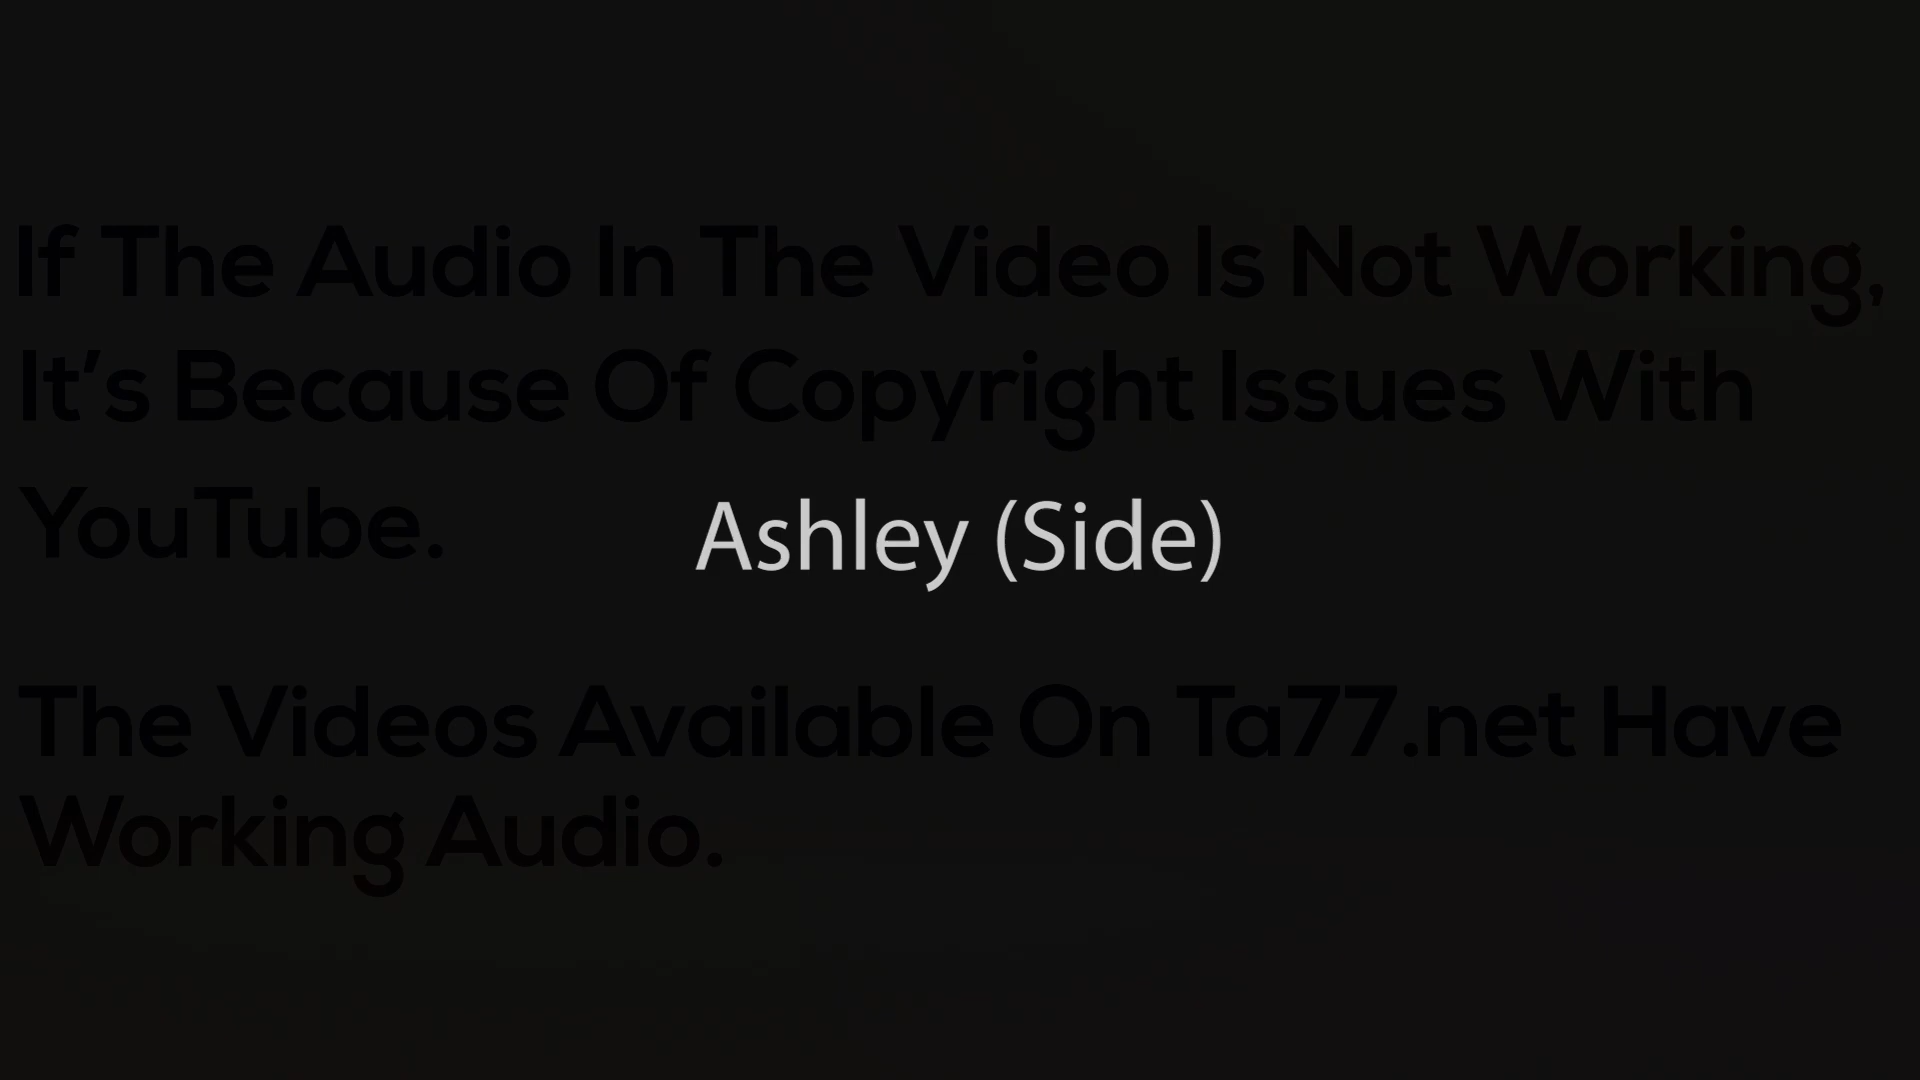 If The Audio In The Video Is Not Working,
It's Because Of Copyright Issues With
YouTube.
Ashley (Side)
The Videos Available On Ta77.net Have
Working Audio.